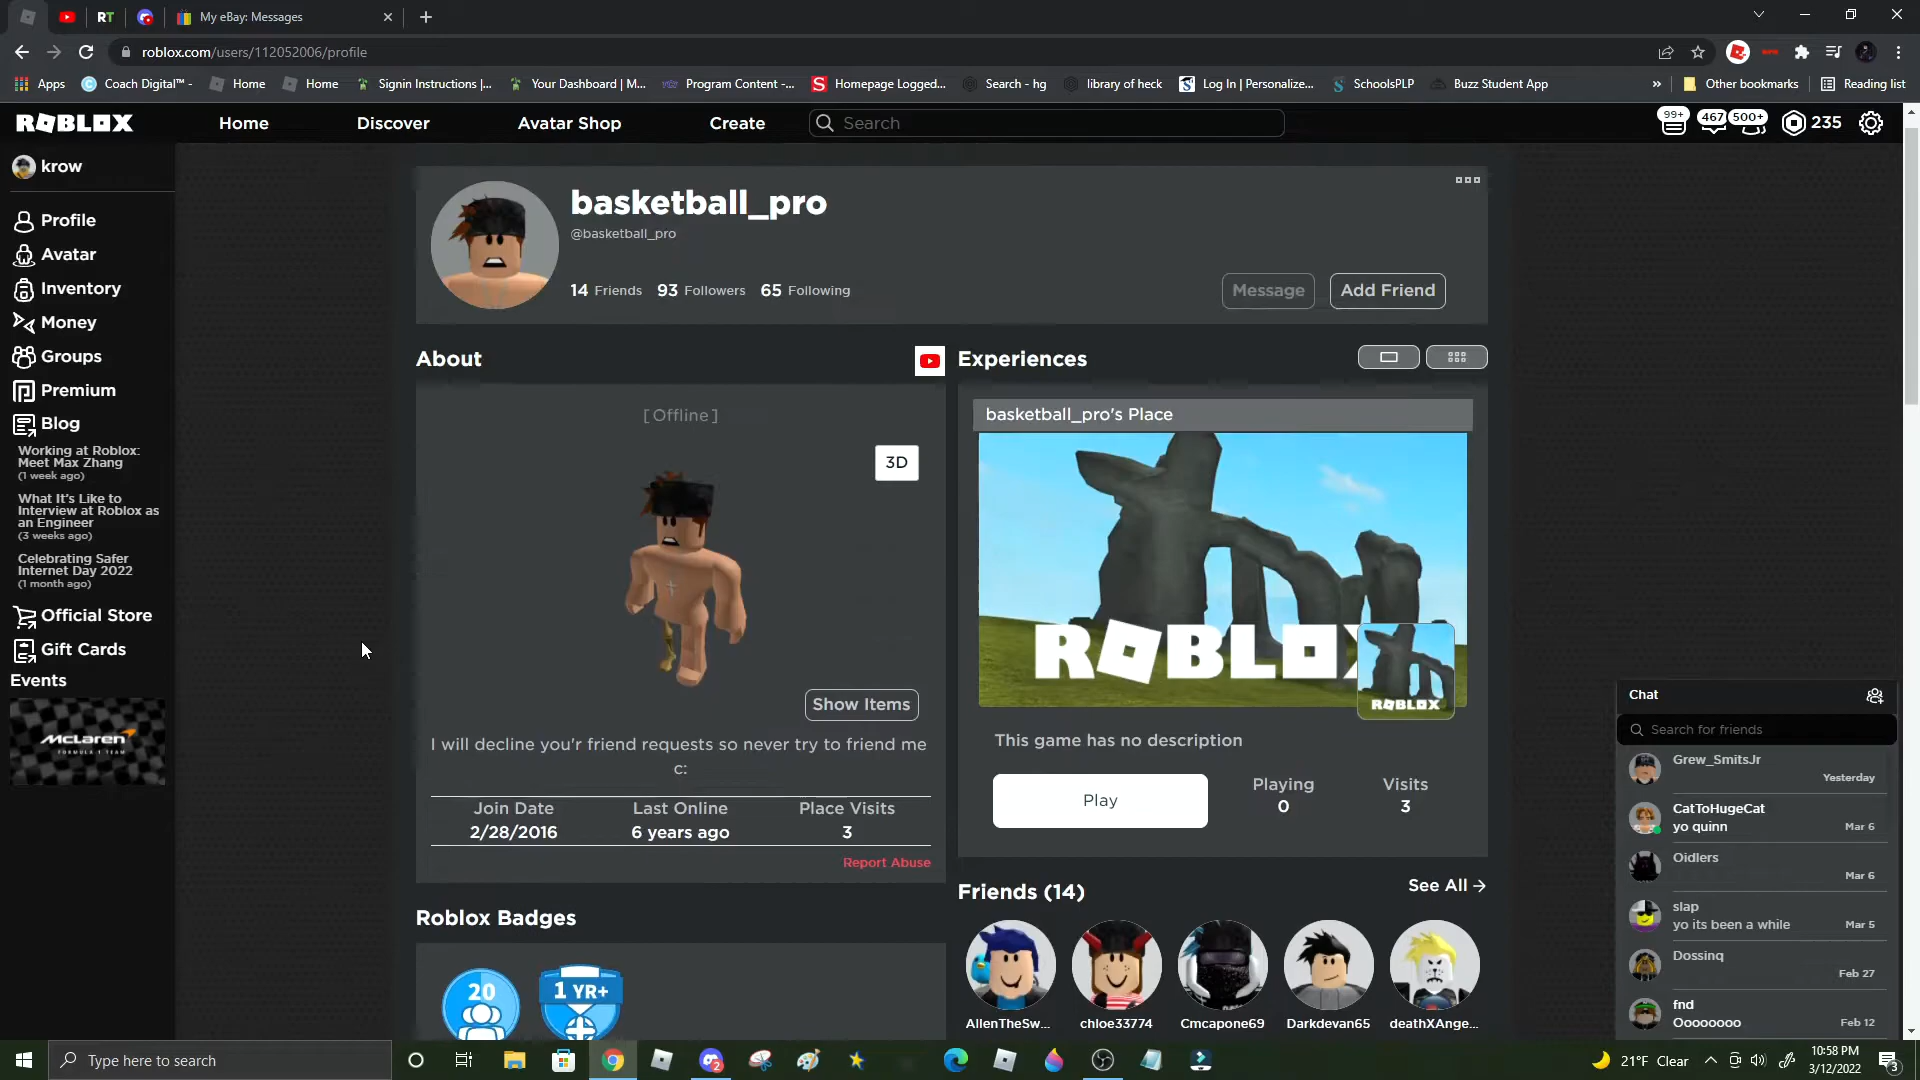 RT
My eBay: Messages
roblox.com/users/112052006/profile
Apps
Coach Digital™ -
Home
Home
Signin Instructions |...
Your Dashboard | M...
Program Content -...
Homepage Logged...
Search - hg
library of heck
Log In | Personalize...
SchoolsPLP
Buzz Student App
»
Other bookmarks
Reading list
ROBLOX
Home
Discover
Avatar Shop
Create
Search
99+
467
500+
235
krow
Profile
Avatar
Inventory
Money
Groups
Premium
Blog
Working at Roblox:
Meet Max Zhang
(1 week ago)
What It's Like to
Interview at Roblox as
an Engineer
(3 weeks ago)
Celebrating Safer
Internet Day 2022
(1 month ago)
Official Store
Gift Cards
Events
McLaren
FORMULA 1 TEAM
basketball_pro
@basketball_pro
14 Friends 93 Followers 65 Following
Message
Add Friend
About
[Offline]
3D
Show Items
I will decline you'r friend requests so never try to friend me
c:
Join Date Last Online Place Visits
2/28/2016 6 years ago 3
Report Abuse
Roblox Badges
20
1 YR+
Experiences
basketball_pro's Place
ROBLOX
ROBLOX
This game has no description
Play
Playing Visits
0 3
Friends (14)
See All →
AllenTheSw...
chloe33774
Cmcapone69
Darkdevan65
deathXAnge...
Chat
Search for friends
Grew_SmitsJr
Yesterday
CatToHugeCat
yo quinn Mar 6
Oidlers
Mar 6
slap
yo its been a while Mar 5
Dossinq
Feb 27
fnd
Oooooooo Feb 12
Type here to search
2
21°F Clear
10:58 PM
3/12/2022
3